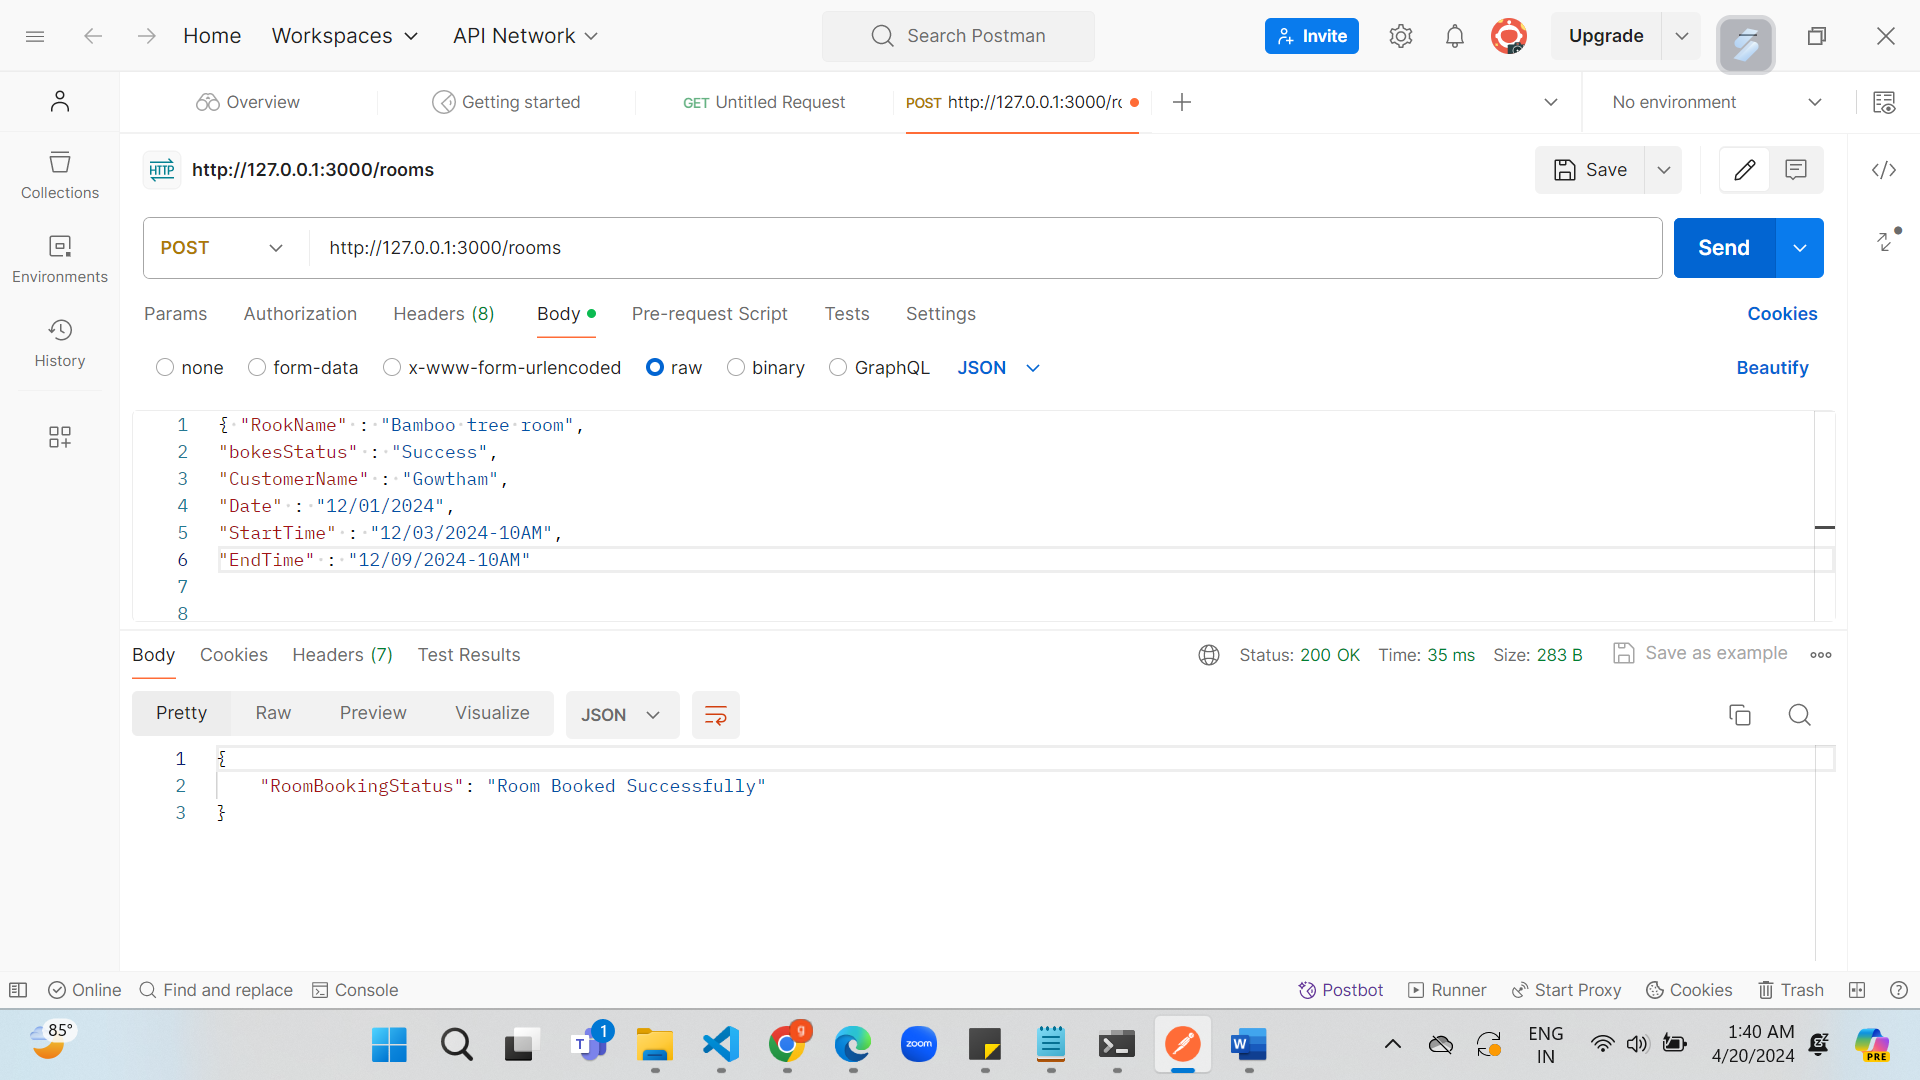 Home Workspaces API Network Search Postman Invite Upgrade
Overview Getting started GET Untitled Request POST http://127.0.0.1:3000/r No environment
HTTP http://127.0.0.1:3000/rooms Save
Collections
POST http://127.0.0.1:3000/rooms Send
Environments
Params Authorization Headers (8) Body Pre-request Script Tests Settings Cookies
History
none form-data x-www-form-urlencoded raw binary GraphQL JSON Beautify
1 { "RookName" : "Bamboo tree room",
2 "bokesStatus" : "Success",
3 "CustomerName" : "Gowtham",
4 "Date" : "12/01/2024",
5 "StartTime" : "12/03/2024-10AM",
6 "EndTime" : "12/09/2024-10AM"
7
8
Body Cookies Headers (7) Test Results Status: 200 OK Time: 35 ms Size: 283 B Save as example
Pretty Raw Preview Visualize JSON
1 {
2 "RoomBookingStatus": "Room Booked Successfully"
3 }
Online Find and replace Console Postbot Runner Start Proxy Cookies Trash
85° T 1 g zoom W ENG 1:40 AM
IN 4/20/2024 PRE